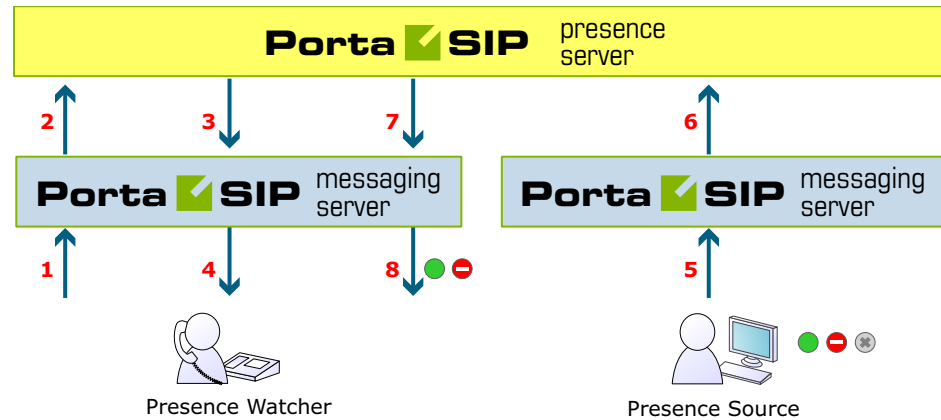 Porta SIP presence server
2 3 7 6
Porta SIP messaging server
Porta SIP messaging server
1 4 8 5
Presence Watcher
Presence Source